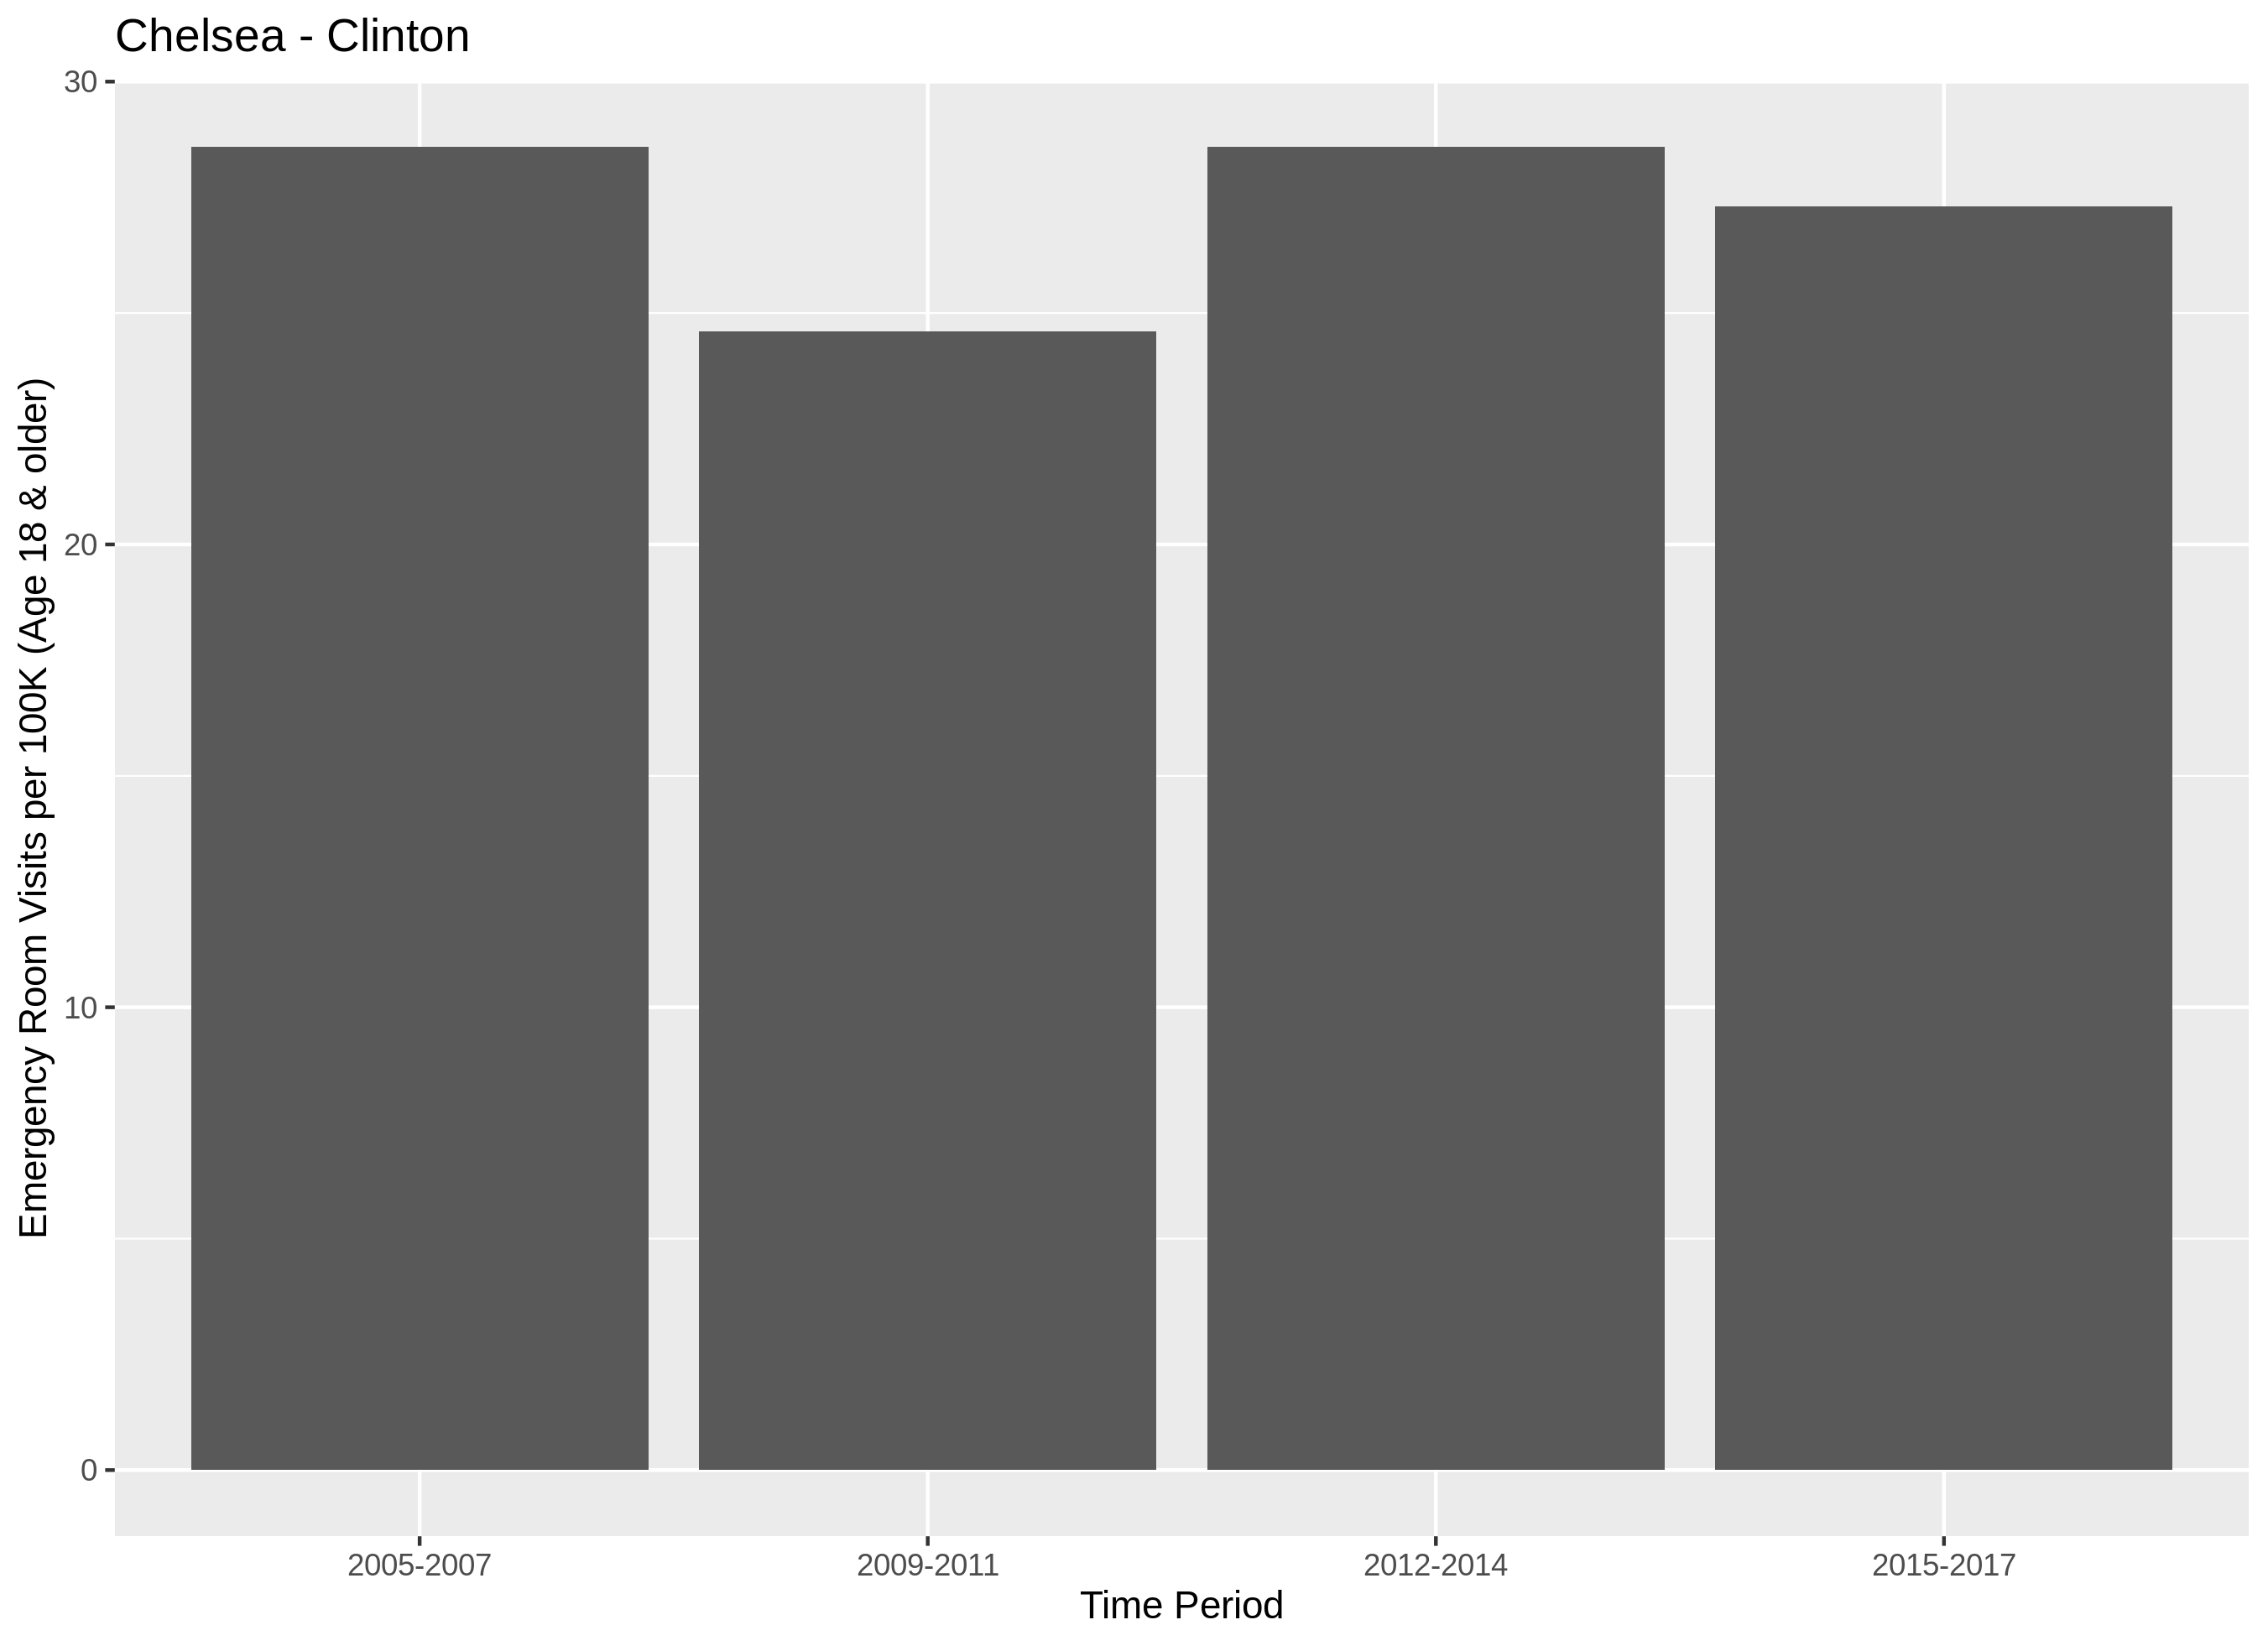 Chelsea - Clinton
Emergency Room Visits per 100K (Age 18 & older)
30
20
10
0
2005-2007 2009-2011 2012-2014 2015-2017
Time Period